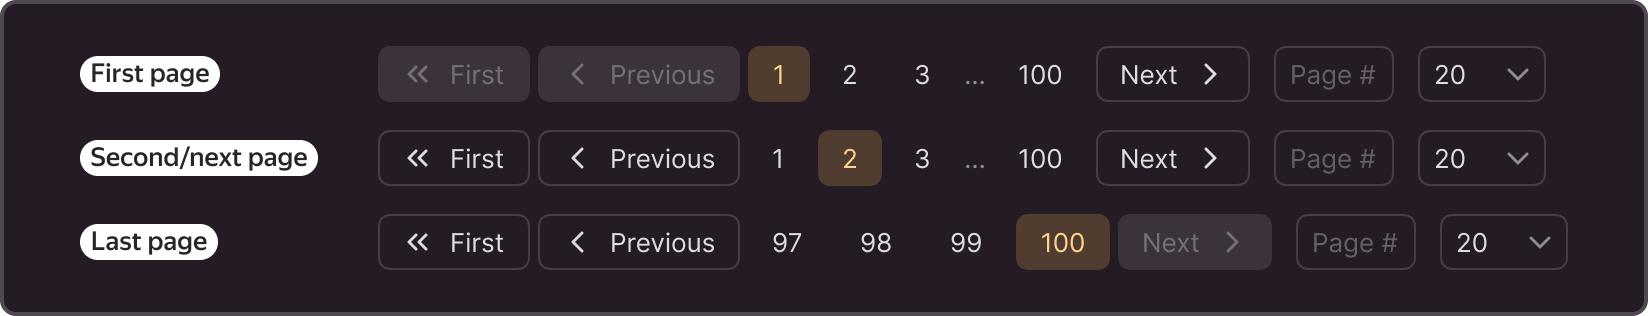 First page First Previous 1 2 3 ... 100 Next Page # 20
Second/next page First Previous 1 2 3 ... 100 Next Page # 20
Last page First Previous 97 98 99 100 Next Page # 20